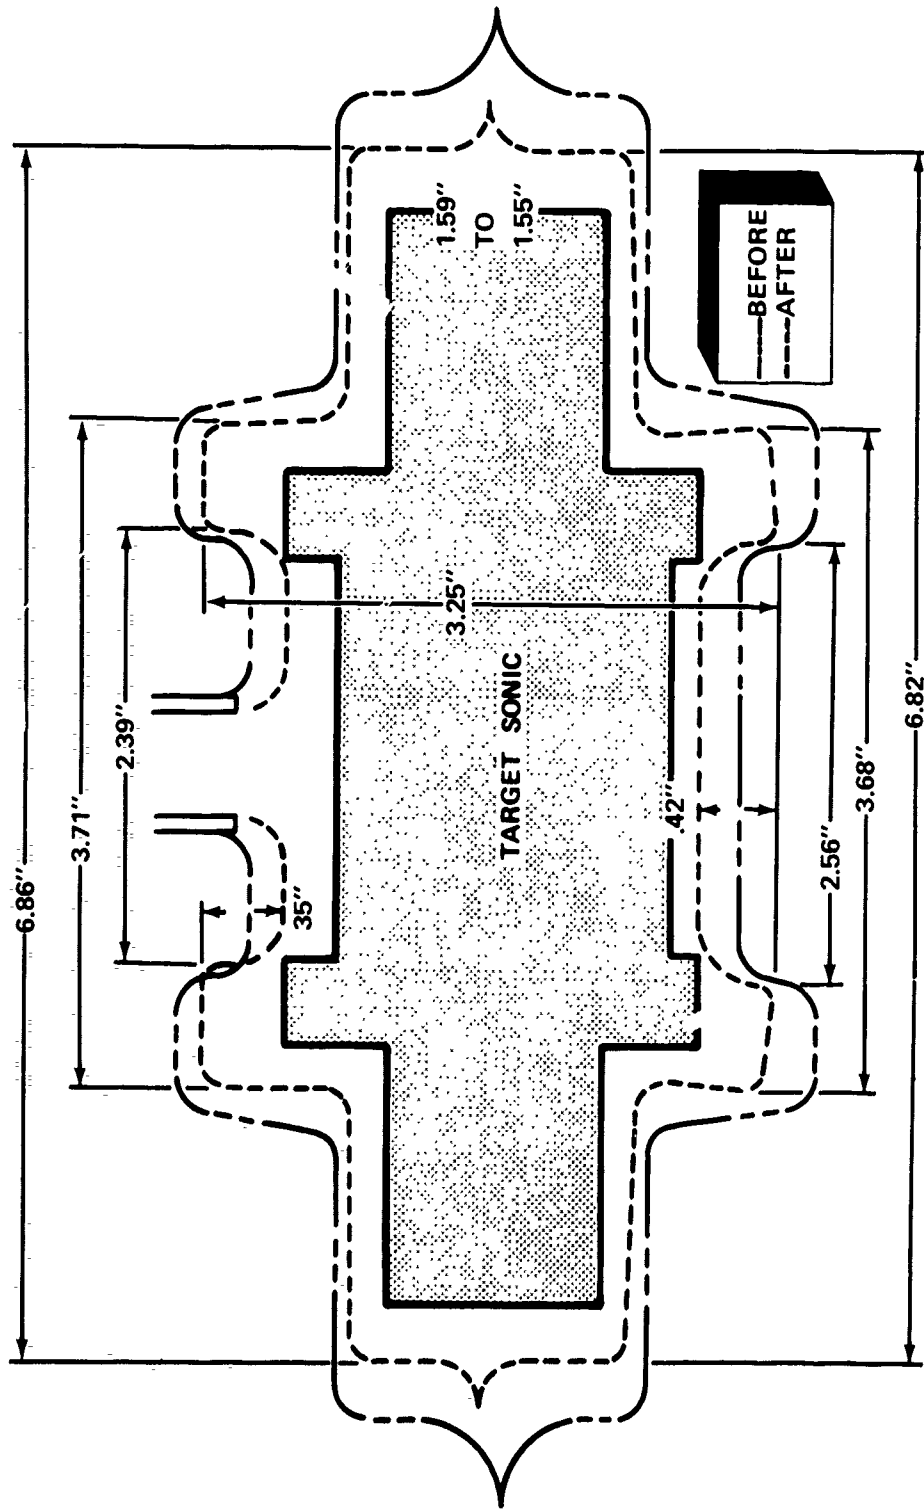 6.86"
3.71"
2.39"
35"
3.25"
1.59"
TO
1.55"
TARGET SONIC
.42"
2.56"
3.68"
6.82"
BEFORE
AFTER